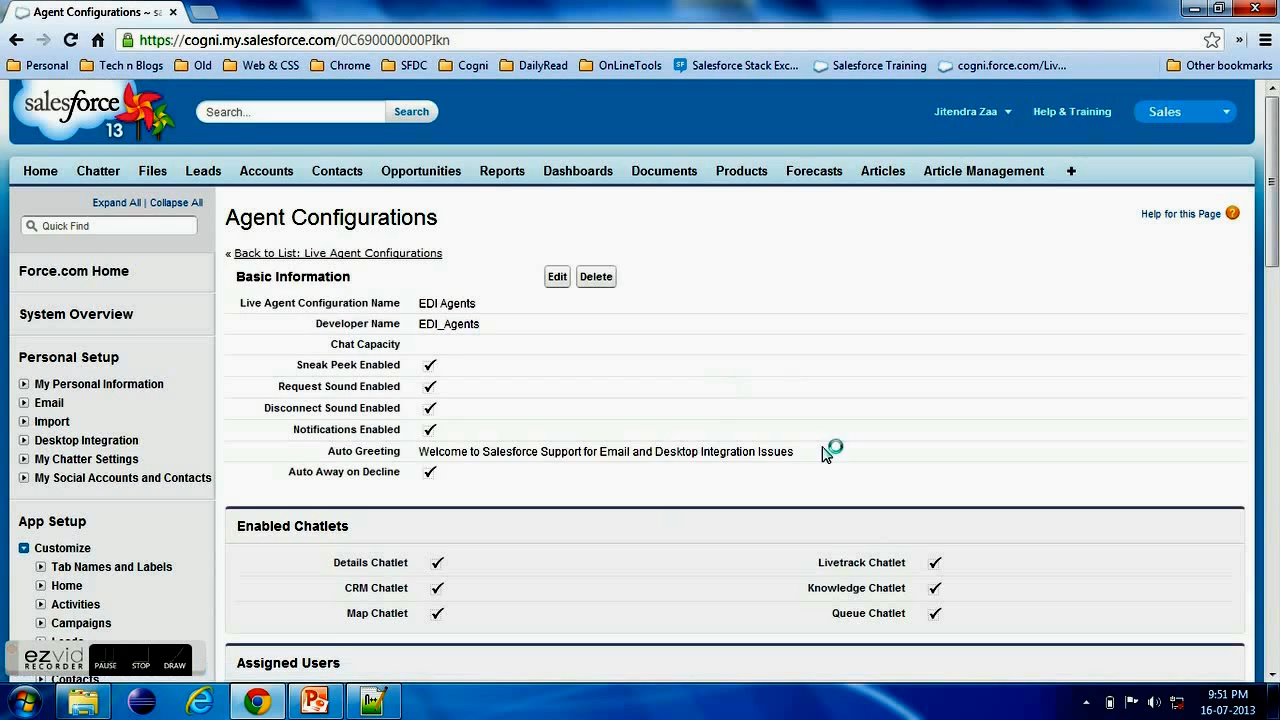 Agent Configurations ~ sa
https://cogni.my.salesforce.com/0C690000000PIkn
Personal Tech n Blogs Old Web & CSS Chrome SFDC Cogni DailyRead OnLineTools Salesforce Stack Exc... Salesforce Training cogni.force.com/Liv... Other bookmarks
salesforce
13
Search... Search Jitendra Zaa Help & Training Sales
Home Chatter Files Leads Accounts Contacts Opportunities Reports Dashboards Documents Products Forecasts Articles Article Management +
Expand All | Collapse All
Quick Find
Force.com Home
System Overview
Personal Setup
My Personal Information
Email
Import
Desktop Integration
My Chatter Settings
My Social Accounts and Contacts
App Setup
Customize
Tab Names and Labels
Home
Activities
Campaigns
Leads
Contacts
Agent Configurations
Help for this Page ?
« Back to List: Live Agent Configurations
Basic Information Edit Delete
Live Agent Configuration Name EDI Agents
Developer Name EDI_Agents
Chat Capacity
Sneak Peek Enabled ✓
Request Sound Enabled ✓
Disconnect Sound Enabled ✓
Notifications Enabled ✓
Auto Greeting Welcome to Salesforce Support for Email and Desktop Integration Issues
Auto Away on Decline ✓
Enabled Chatlets
Details Chatlet ✓ Livetrack Chatlet ✓
CRM Chatlet ✓ Knowledge Chatlet ✓
Map Chatlet ✓ Queue Chatlet ✓
Assigned Users
ezvid
RECORDER
PAUSE STOP DRAW
9:51 PM
16-07-2013